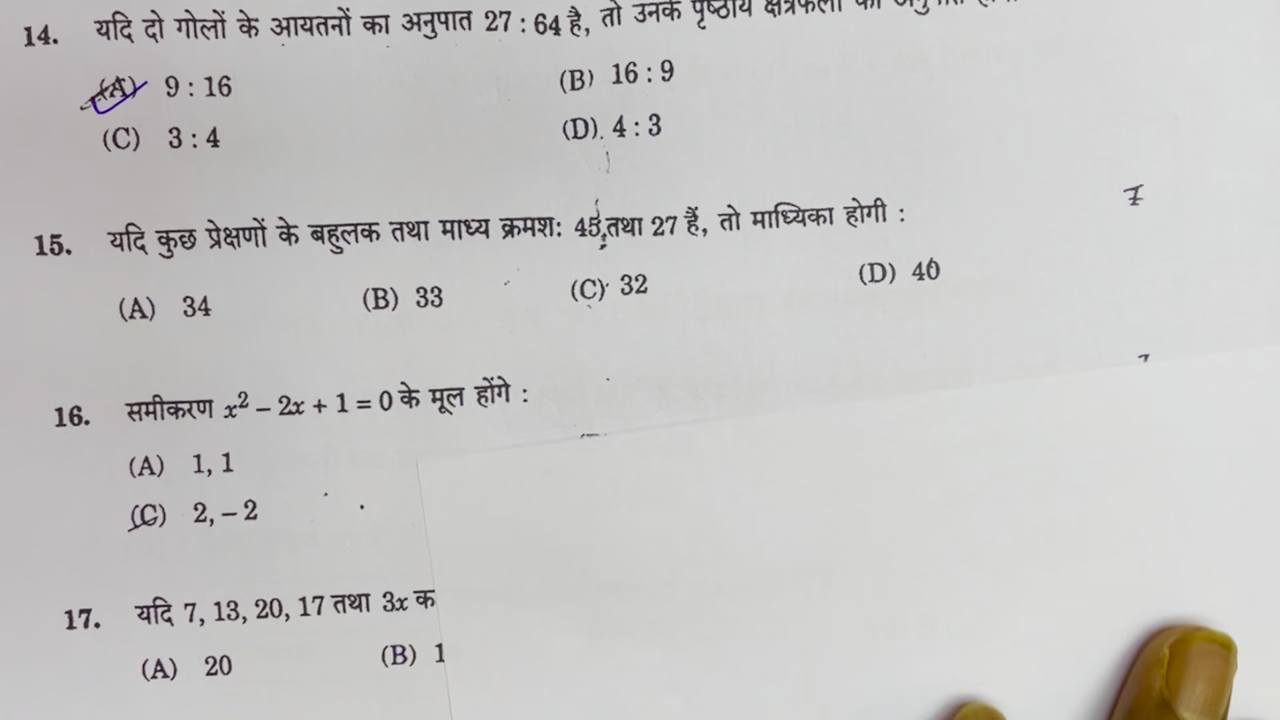 14. यदि दो गोलों के आयतनों का अनुपात 27 : 64 है, तो उनके पृष्ठीय क्षेत्रफलों का अनुपात
(A) 9 : 16 (B) 16 : 9
(C) 3 : 4 (D) 4 : 3
7
15. यदि कुछ प्रेक्षणों के बहुलक तथा माध्य क्रमश: 45 तथा 27 हैं, तो माध्यिका होगी :
(A) 34 (B) 33 (C) 32 (D) 40
16. समीकरण x² – 2x + 1 = 0 के मूल होंगे :
(A) 1, 1
(C) 2, – 2
17. यदि 7, 13, 20, 17 तथा 3x क
(A) 20 (B) 1